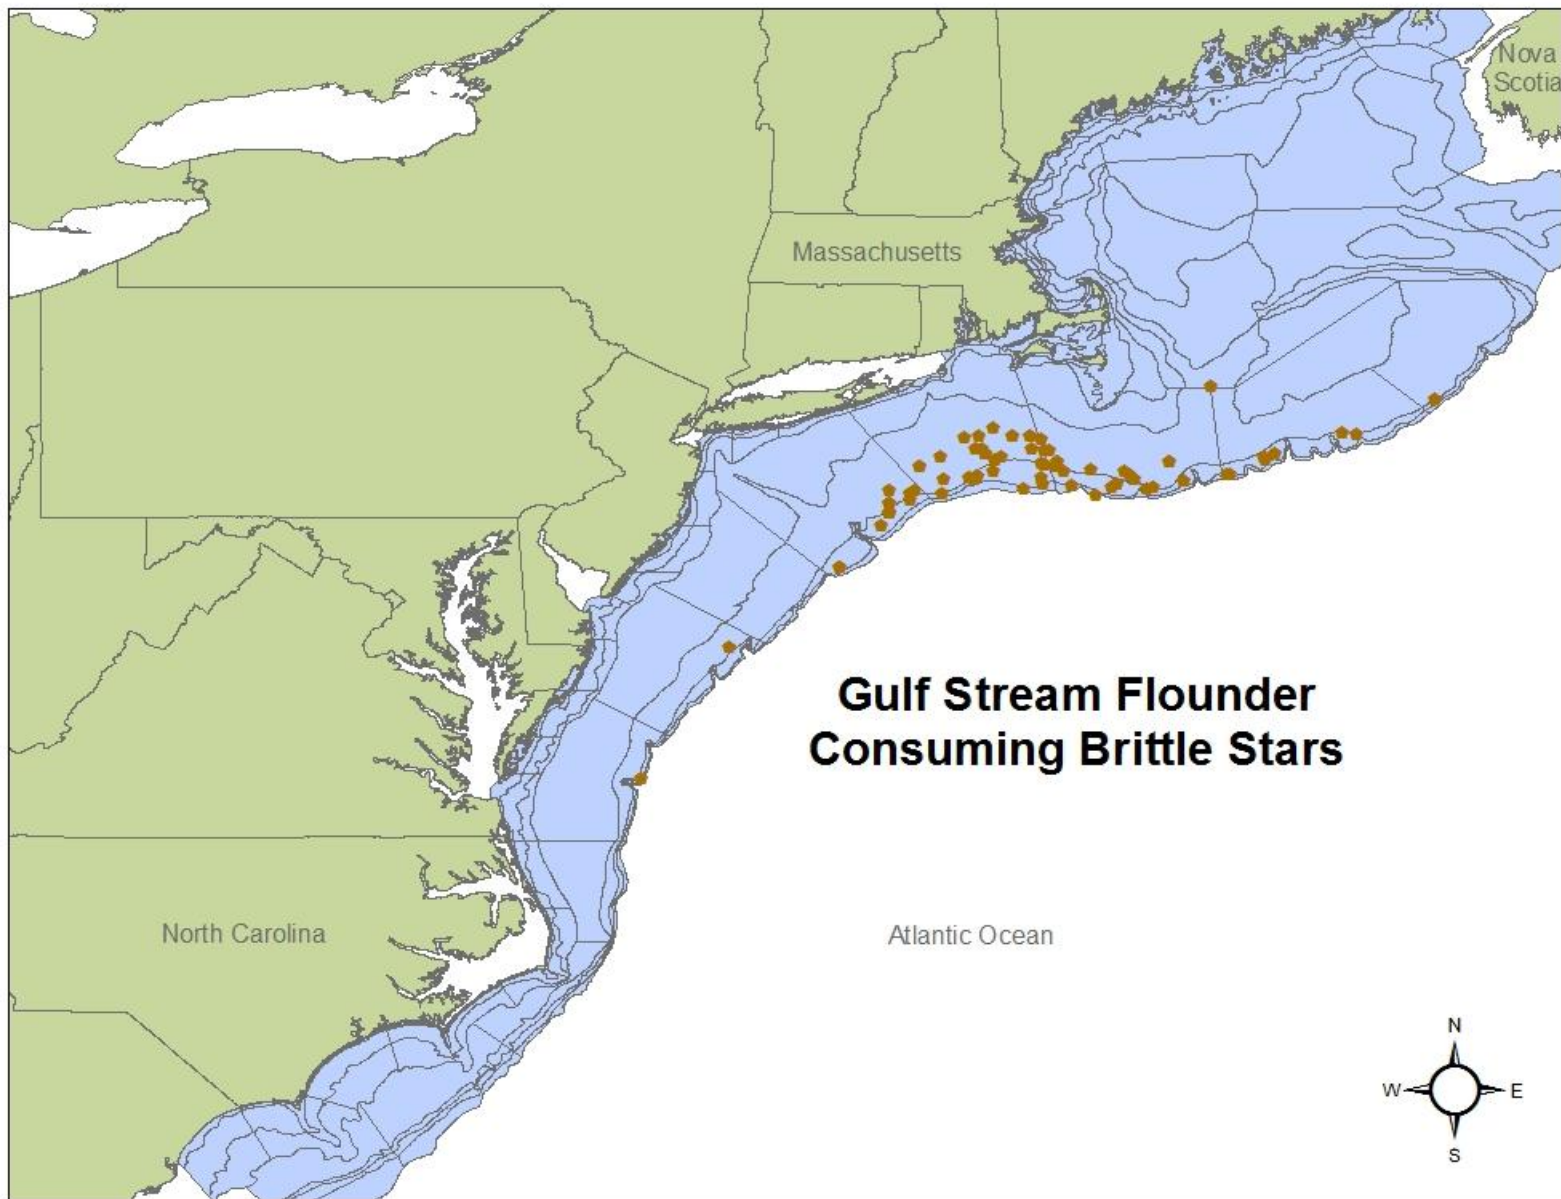 Nova
Scotia
Massachusetts
Gulf Stream Flounder
Consuming Brittle Stars
North Carolina
Atlantic Ocean
N
W E
S